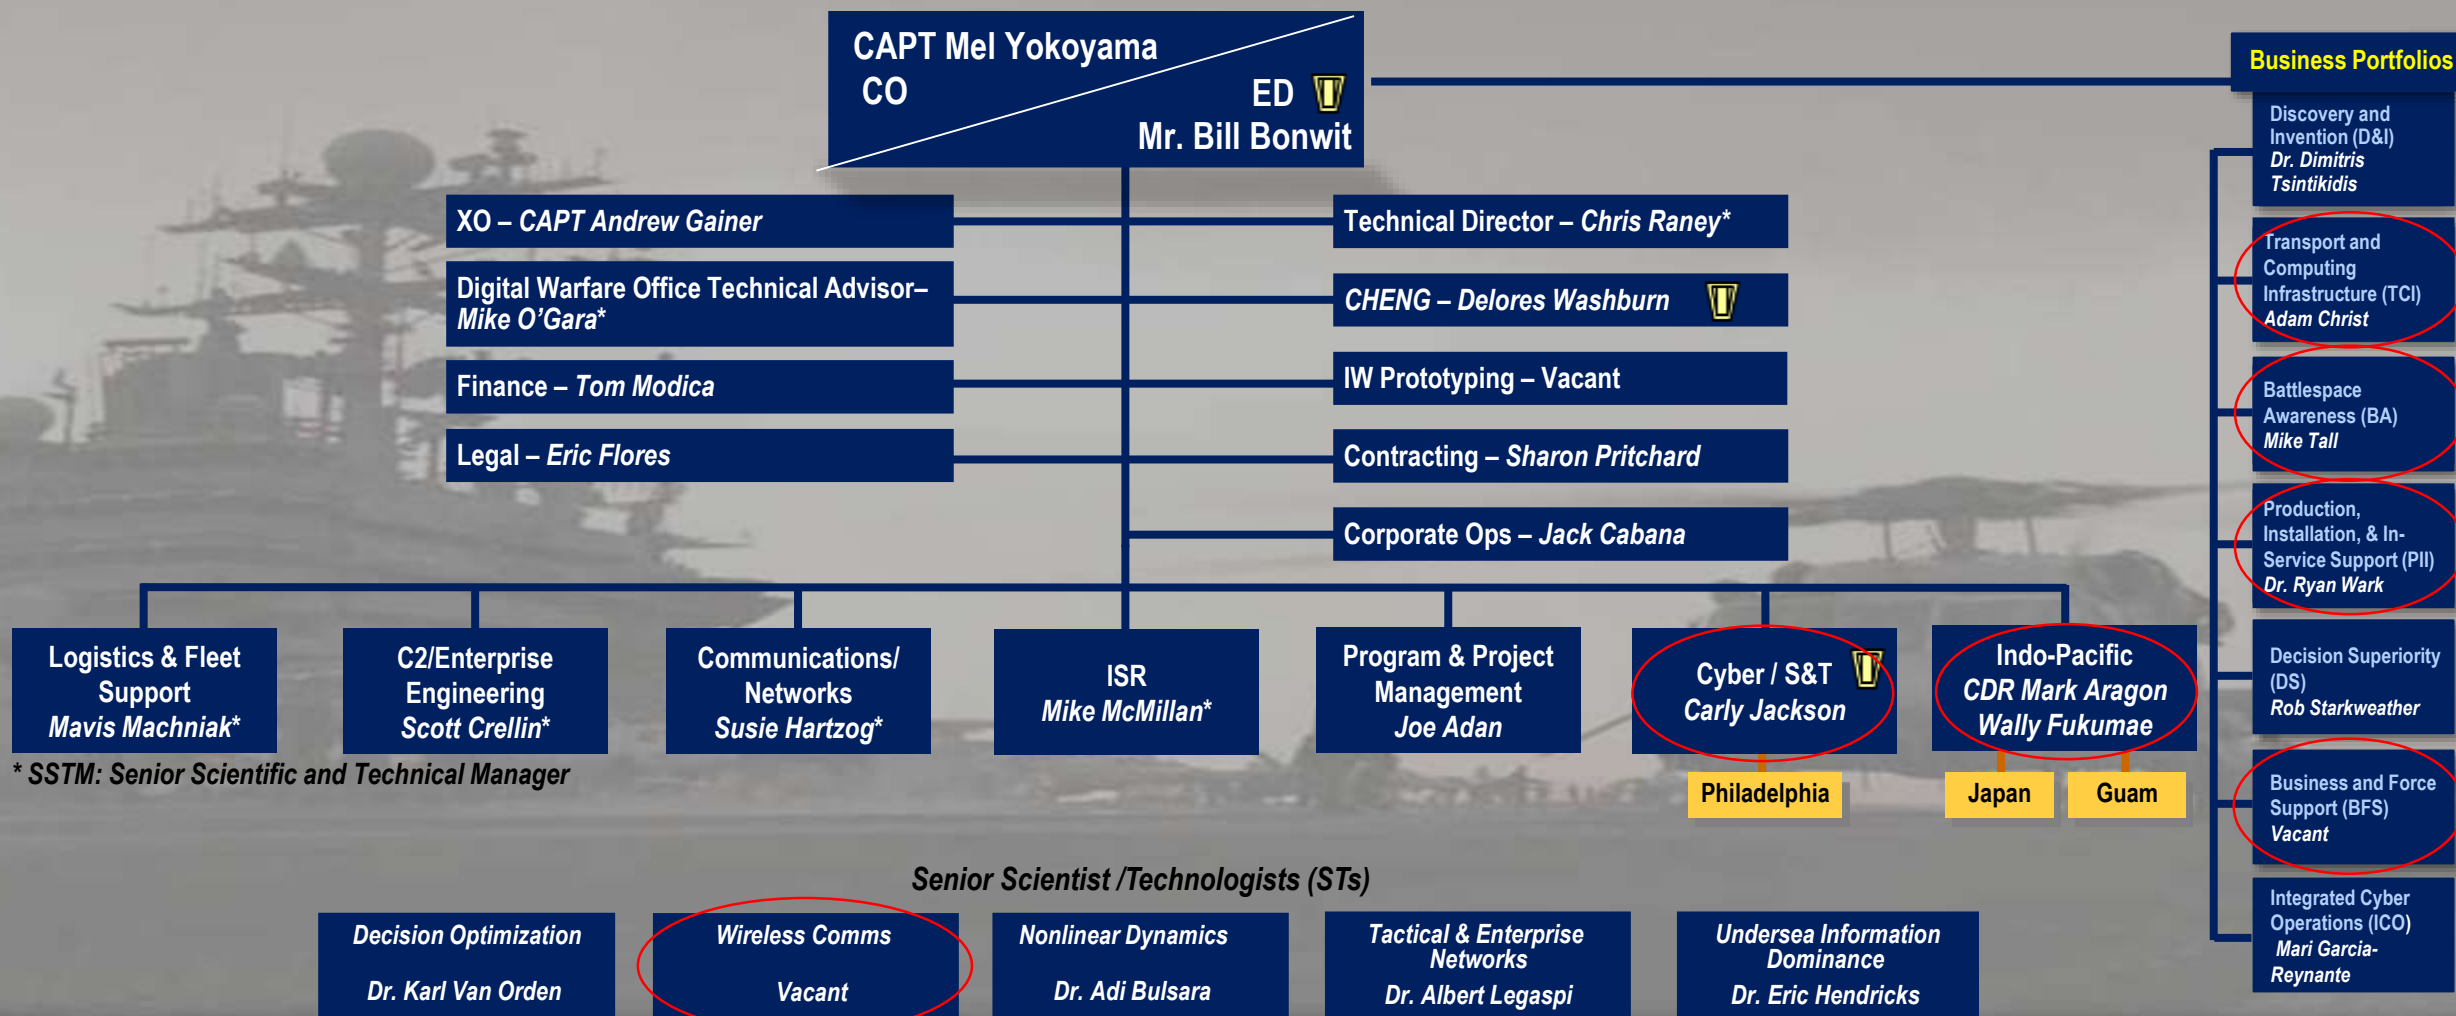 CAPT Mel Yokoyama
CO
ED
Mr. Bill Bonwit
Business Portfolios
XO – CAPT Andrew Gainer
Digital Warfare Office Technical Advisor–
Mike O’Gara*
Finance – Tom Modica
Legal – Eric Flores
Technical Director – Chris Raney*
CHENG – Delores Washburn
IW Prototyping – Vacant
Contracting – Sharon Pritchard
Corporate Ops – Jack Cabana
Discovery and
Invention (D&I)
Dr. Dimitris
Tsintikidis
Transport and
Computing
Infrastructure (TCI)
Adam Christ
Battlespace
Awareness (BA)
Mike Tall
Production,
Installation, & In-
Service Support (PII)
Dr. Ryan Wark
Decision Superiority
(DS)
Rob Starkweather
Business and Force
Support (BFS)
Vacant
Integrated Cyber
Operations (ICO)
Mari Garcia-
Reynante
Logistics & Fleet
Support
Mavis Machniak*
C2/Enterprise
Engineering
Scott Crellin*
Communications/
Networks
Susie Hartzog*
ISR
Mike McMillan*
Program & Project
Management
Joe Adan
Cyber / S&T
Carly Jackson
Indo-Pacific
CDR Mark Aragon
Wally Fukumae
* SSTM: Senior Scientific and Technical Manager
Philadelphia
Japan
Guam
Senior Scientist /Technologists (STs)
Decision Optimization
Dr. Karl Van Orden
Wireless Comms
Vacant
Nonlinear Dynamics
Dr. Adi Bulsara
Tactical & Enterprise
Networks
Dr. Albert Legaspi
Undersea Information
Dominance
Dr. Eric Hendricks